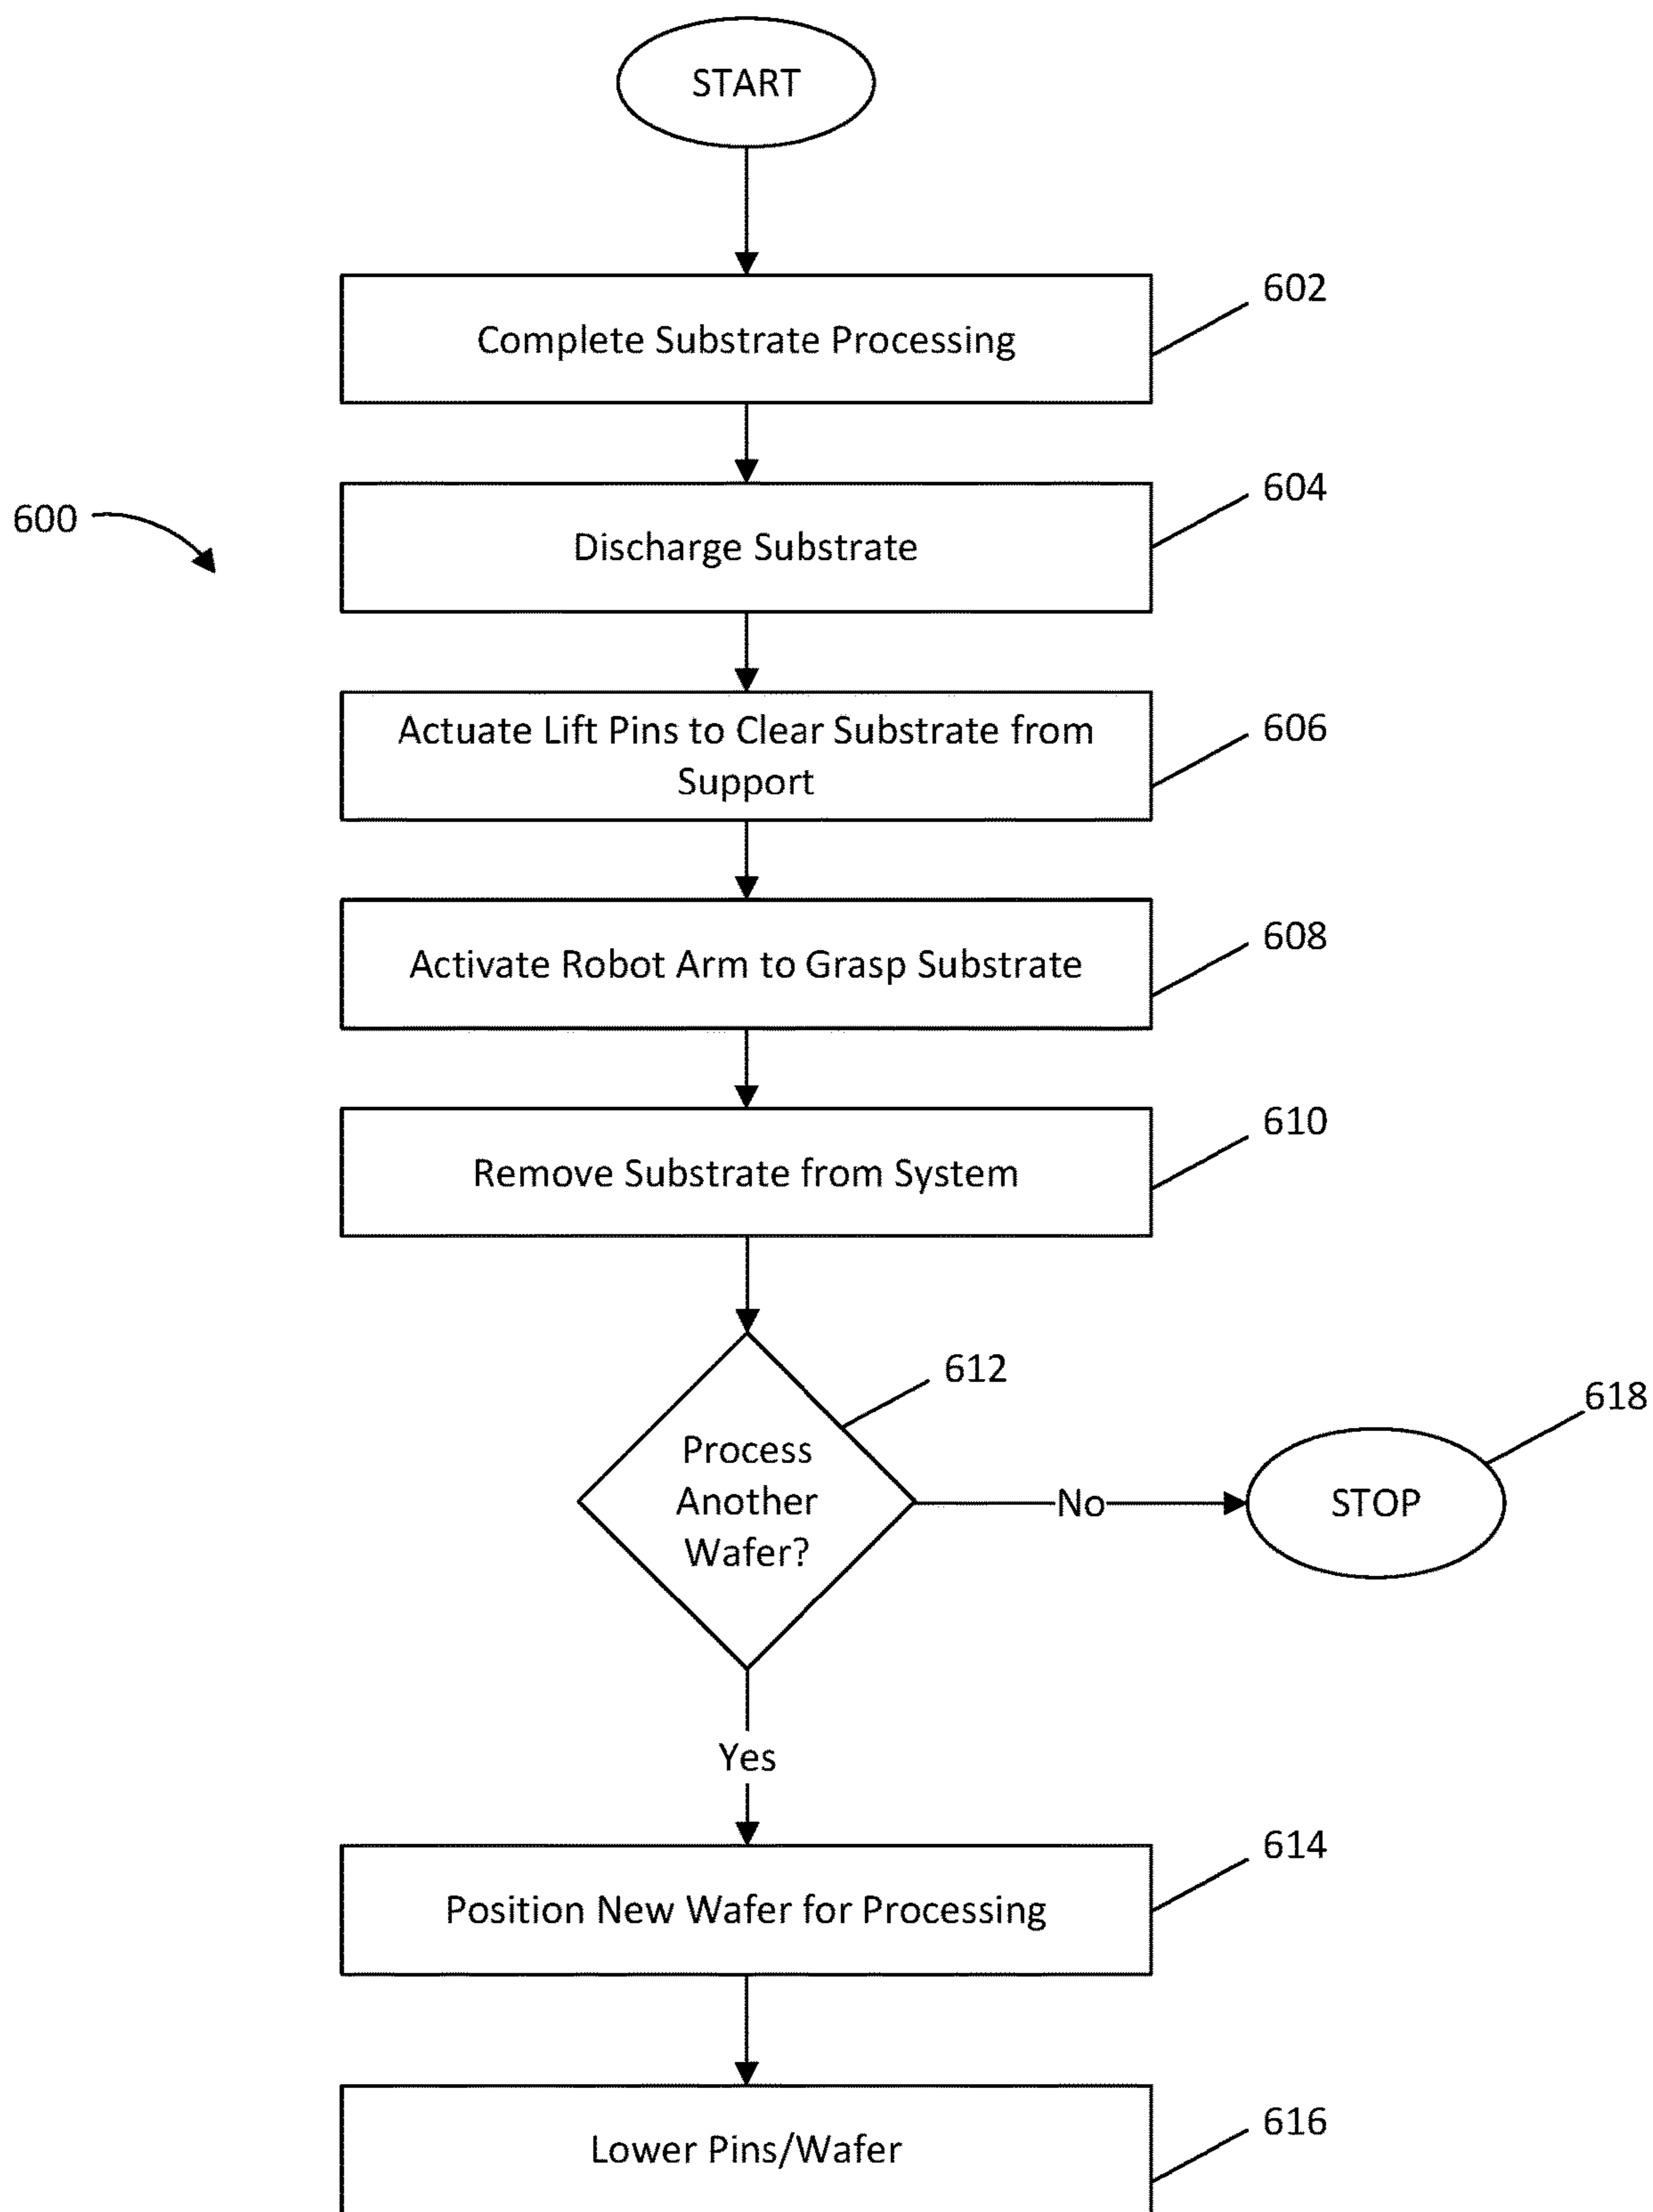 START
602
Complete Substrate Processing
604
600
Discharge Substrate
606
Actuate Lift Pins to Clear Substrate from
Support
608
Activate Robot Arm to Grasp Substrate
610
Remove Substrate from System
612
618
Process
Another
Wafer?
No
STOP
Yes
614
Position New Wafer for Processing
616
Lower Pins/Wafer